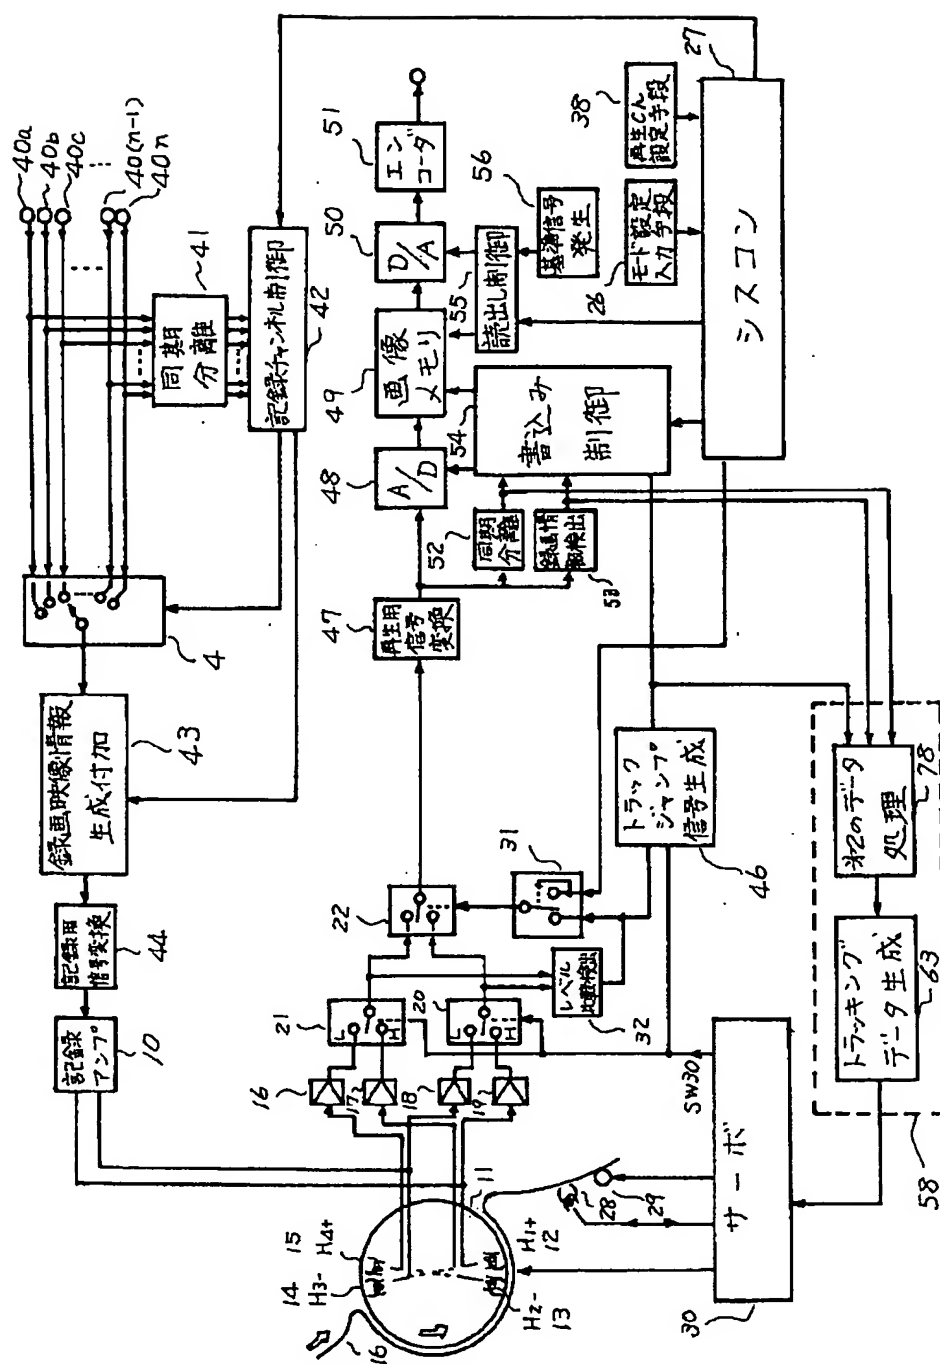 40a
40b
40c
40(n-1)
40n
同期
分離
41
記録チャンネル制御
42
4
録画映像情報
生成付加
43
記録用
信号変換
44
記録
アンプ
10
27
シスコン
再生Ch
設定手段
38
モード設定
入力手段
26
エンコーダ
51
D/A
50
画像
メモリ
49
A/D
48
読出し制御
55
基準信号
発生
56
書込み
制御
54
同期
分離
52
録画情
報検出
53
再生用
信号
変換
47
トラック
ジャンプ
信号生成
46
31
22
レベル
比較検出
32
21
L
H
20
L
H
16
17
18
19
SW30
サーボ
30
第2のデータ
処理
78
トラッキング
データ生成
63
58
11
28
29
15
H4+
14
H3-
H1+
12
H2-
13
16